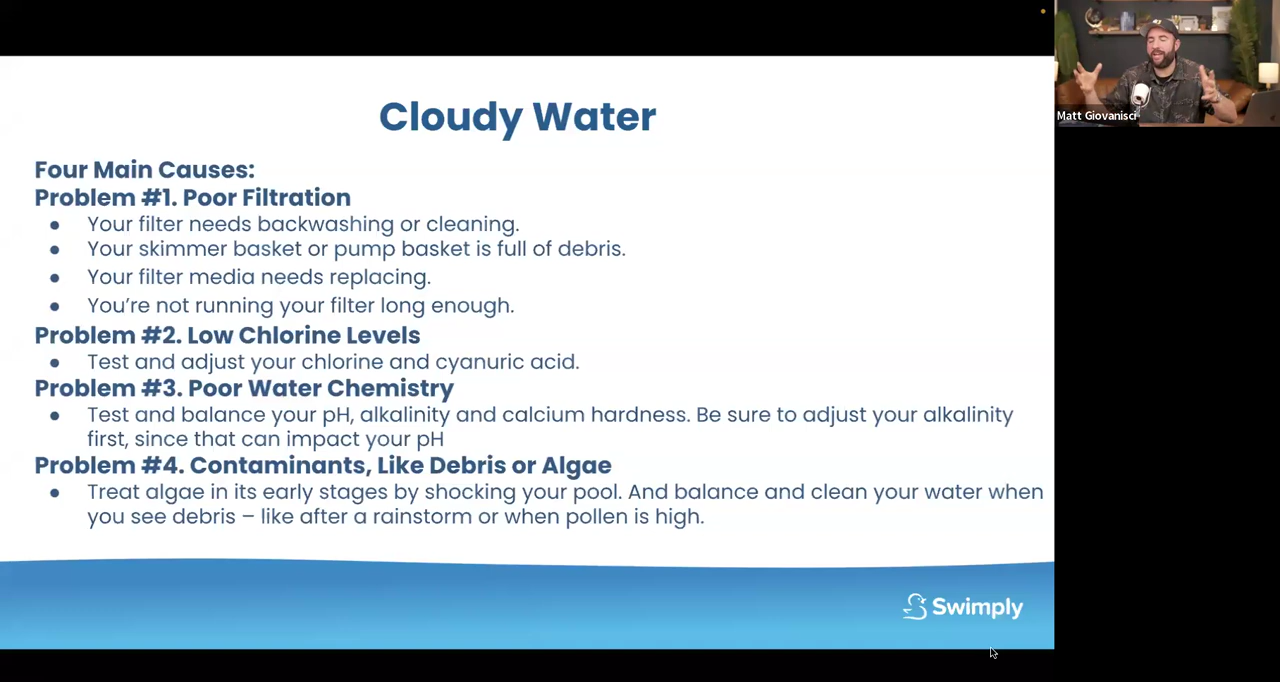 Cloudy Water
Four Main Causes:
Problem #1. Poor Filtration
● Your filter needs backwashing or cleaning.
● Your skimmer basket or pump basket is full of debris.
● Your filter media needs replacing.
● You’re not running your filter long enough.
Problem #2. Low Chlorine Levels
● Test and adjust your chlorine and cyanuric acid.
Problem #3. Poor Water Chemistry
● Test and balance your pH, alkalinity and calcium hardness. Be sure to adjust your alkalinity
first, since that can impact your pH
Problem #4. Contaminants, Like Debris or Algae
● Treat algae in its early stages by shocking your pool. And balance and clean your water when
you see debris – like after a rainstorm or when pollen is high.
Swimply
Matt Giovanisci